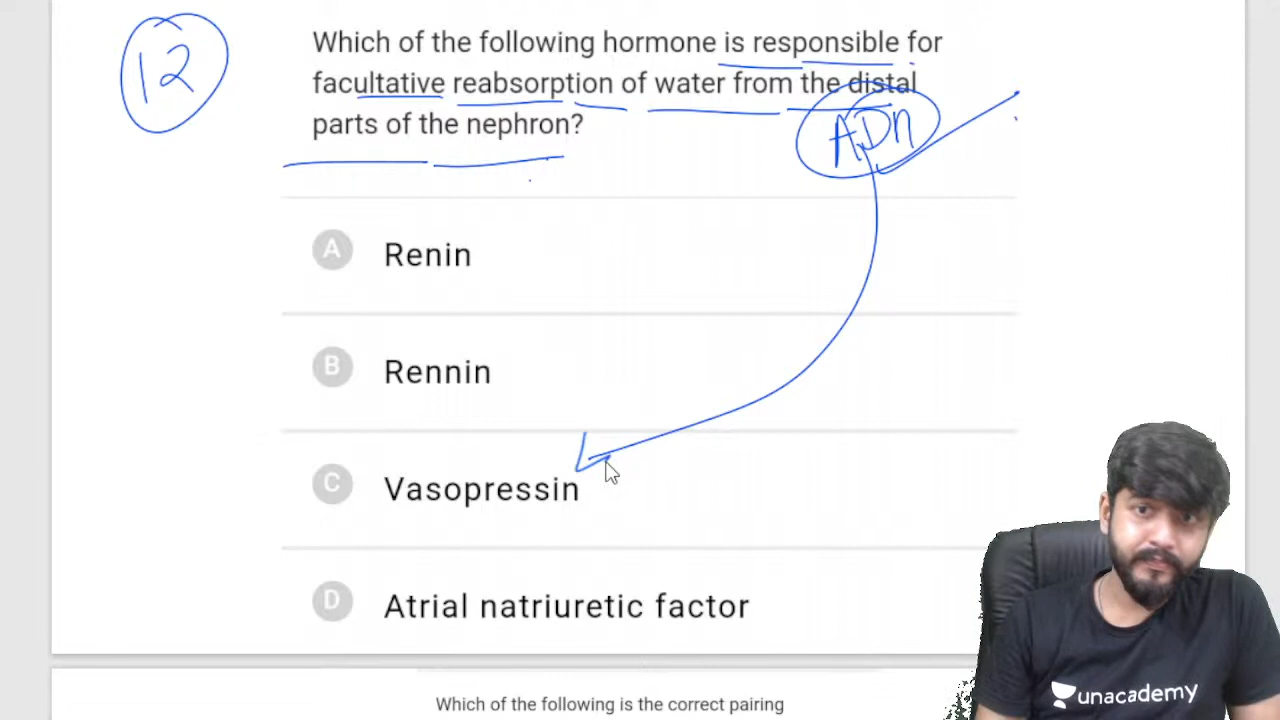 12
Which of the following hormone is responsible for
facultative reabsorption of water from the distal
parts of the nephron?
ADH
A Renin
B Rennin
C Vasopressin
D Atrial natriuretic factor
unacademy
Which of the following is the correct pairing